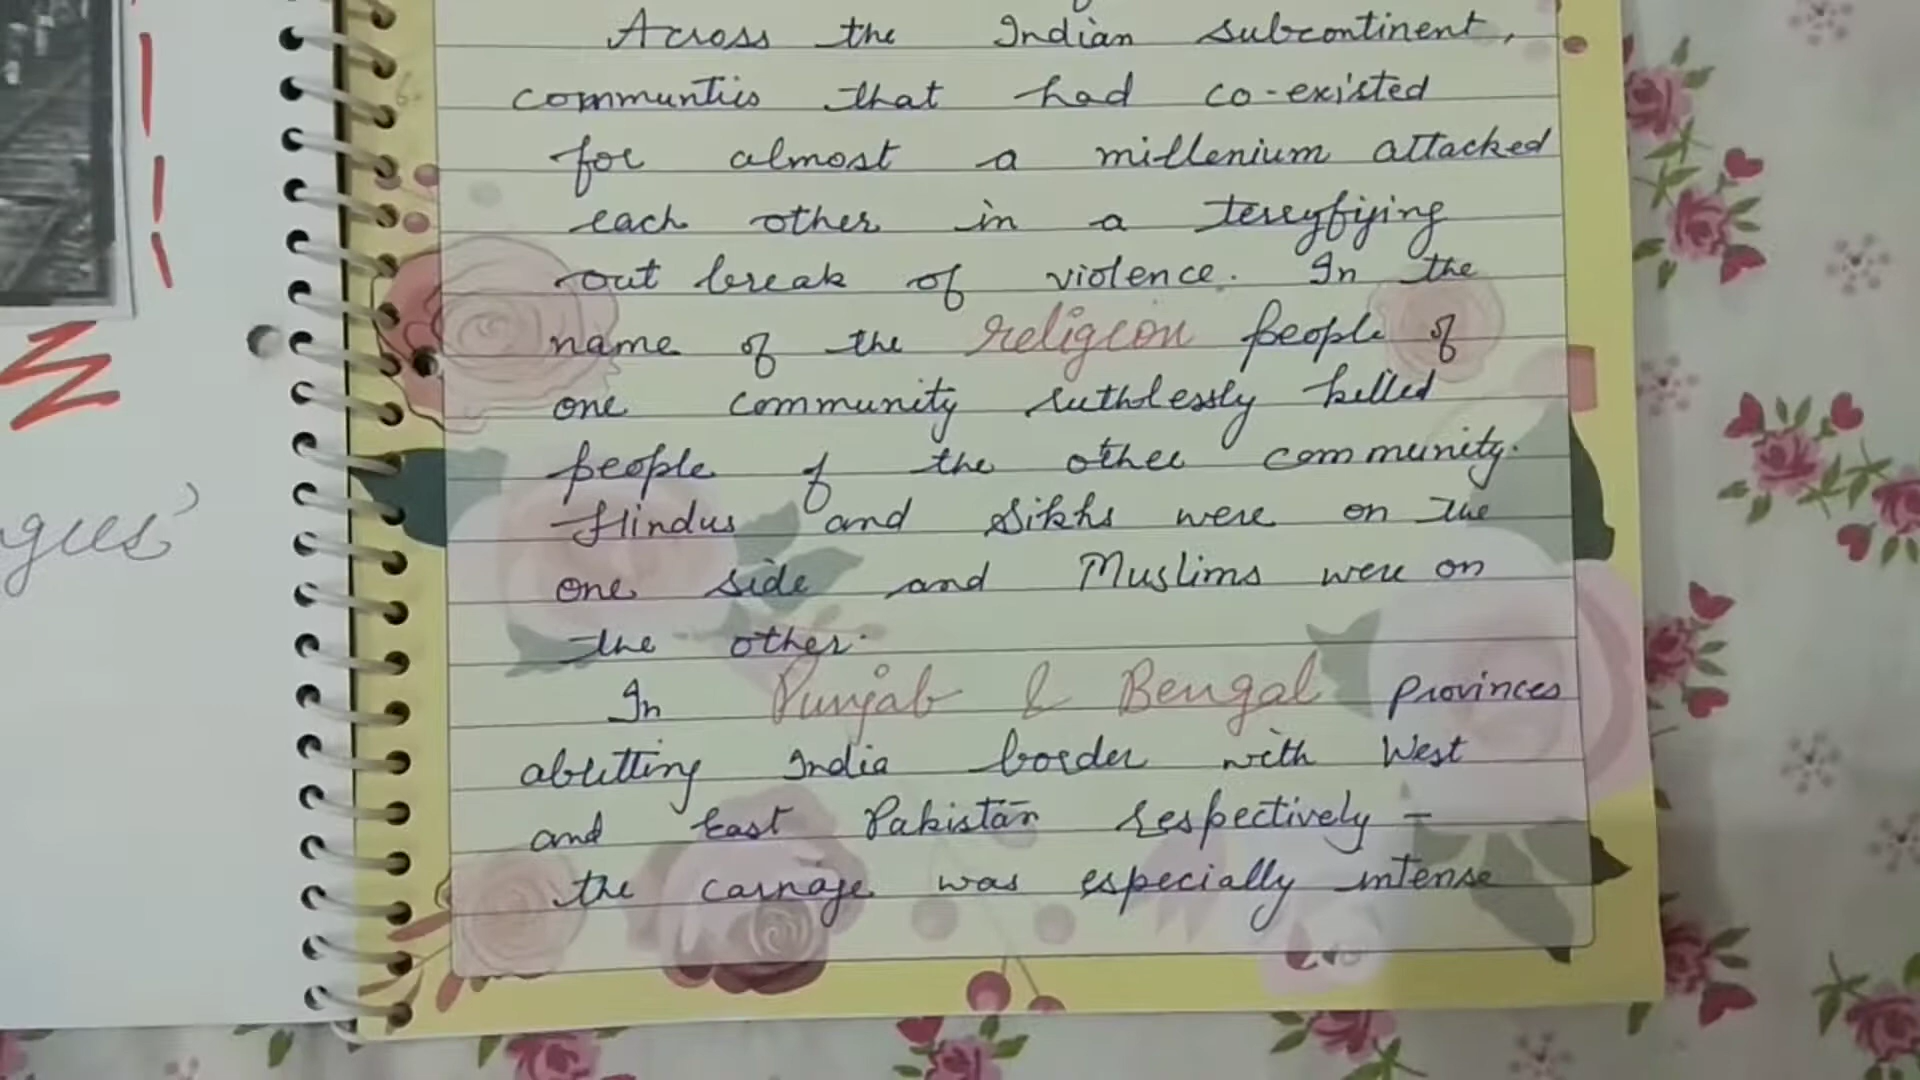 Across the Indian subcontinent,
communties that had co-existed
for almost a millenium attacked
each other in a terryfying
out break of violence. In the
name of the religion people of
one community ruthlessly killed
people of the other community.
Hindus and Sikhs were on the
one side and Muslims were on
the other.
In Punjab & Bengal provinces
abutting India border with West
and East Pakistan respectively -
the carnage was especially intense